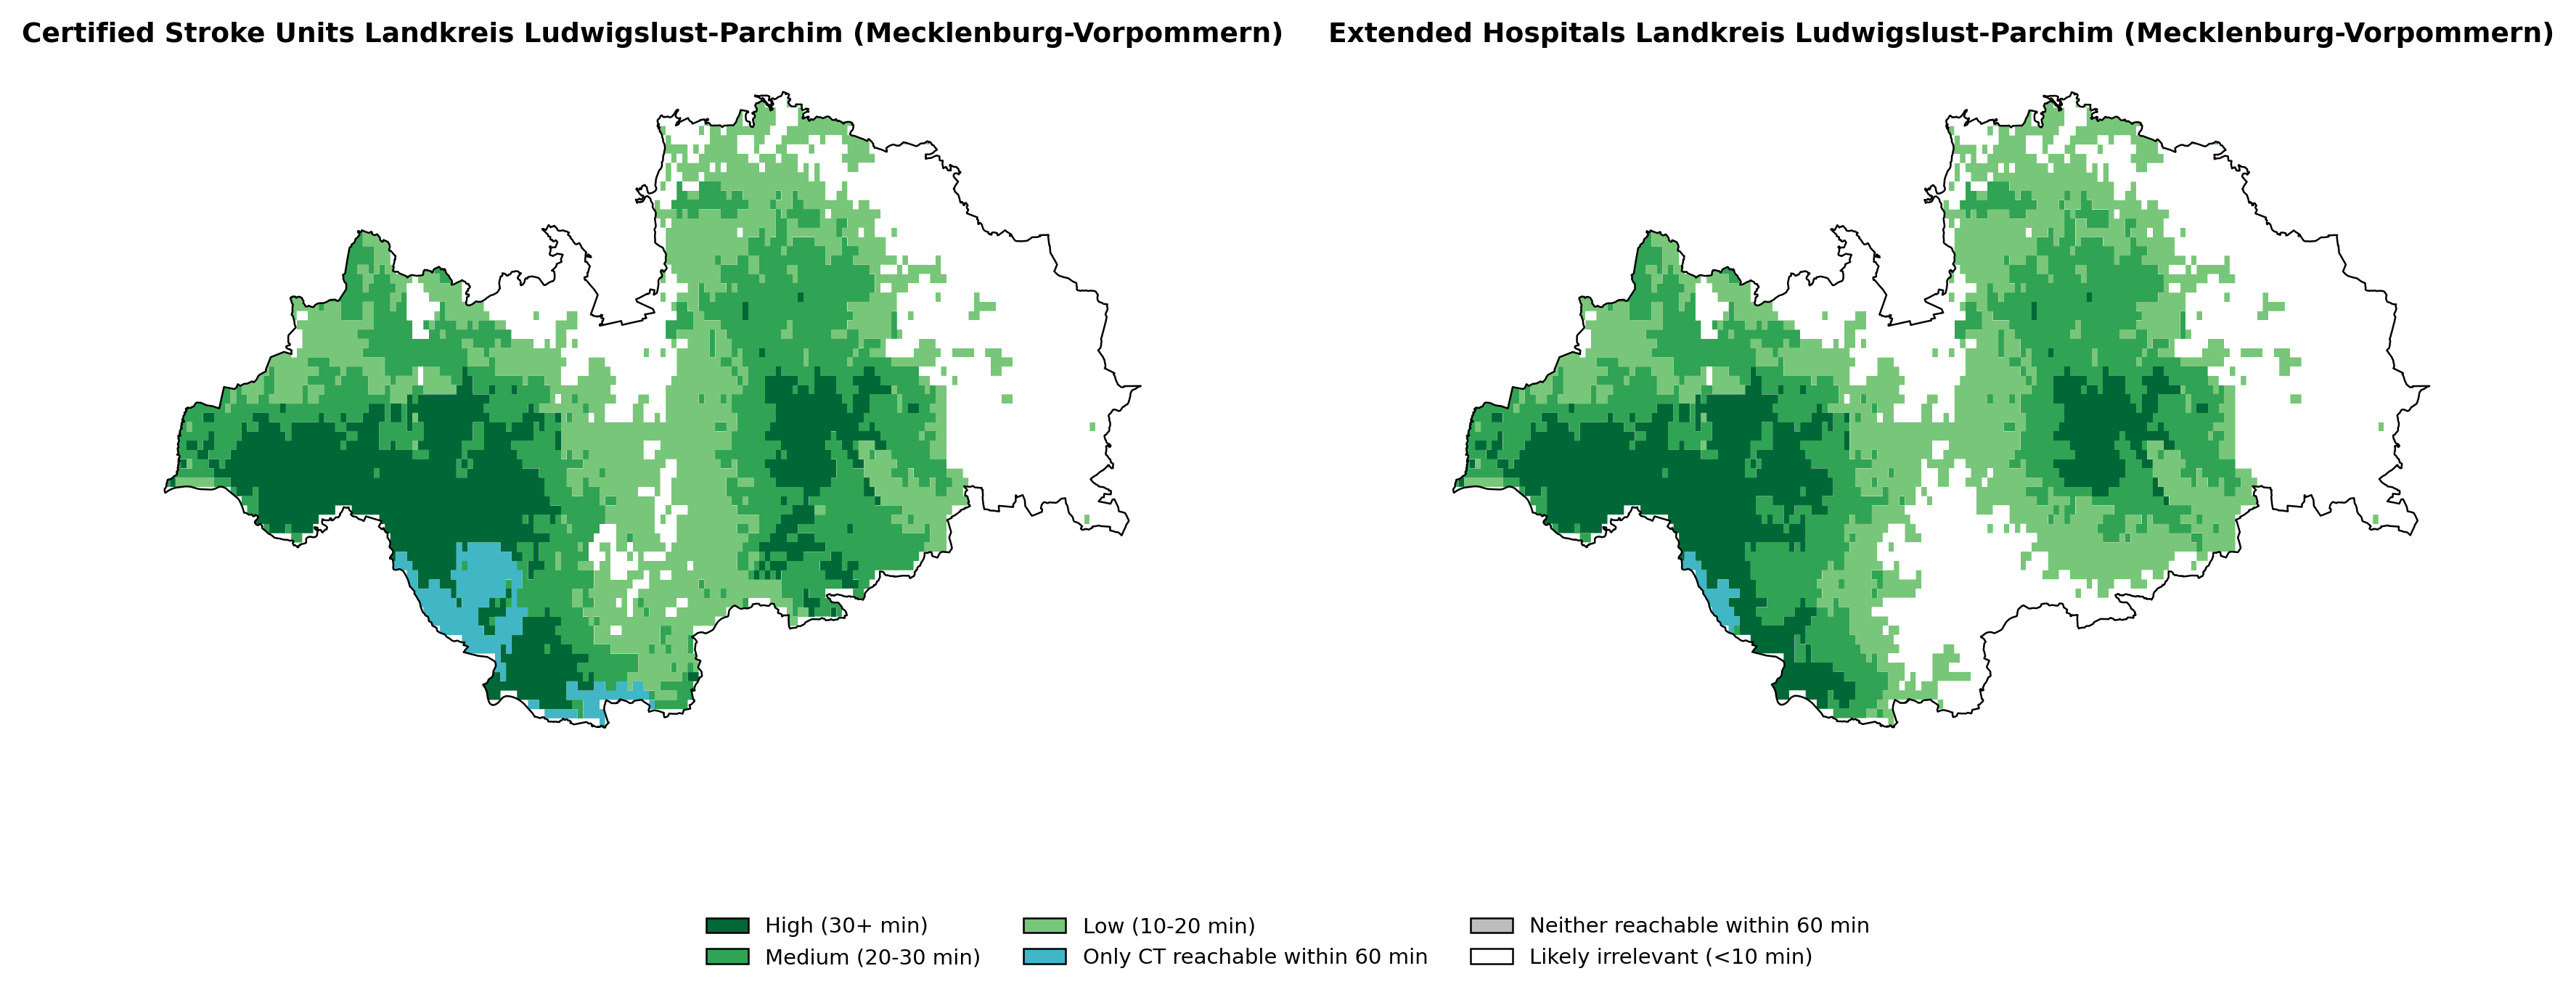 Certified Stroke Units Landkreis Ludwigslust-Parchim (Mecklenburg-Vorpommern)
Extended Hospitals Landkreis Ludwigslust-Parchim (Mecklenburg-Vorpommern)
High (30+ min)
Medium (20-30 min)
Low (10-20 min)
Only CT reachable within 60 min
Neither reachable within 60 min
Likely irrelevant (<10 min)